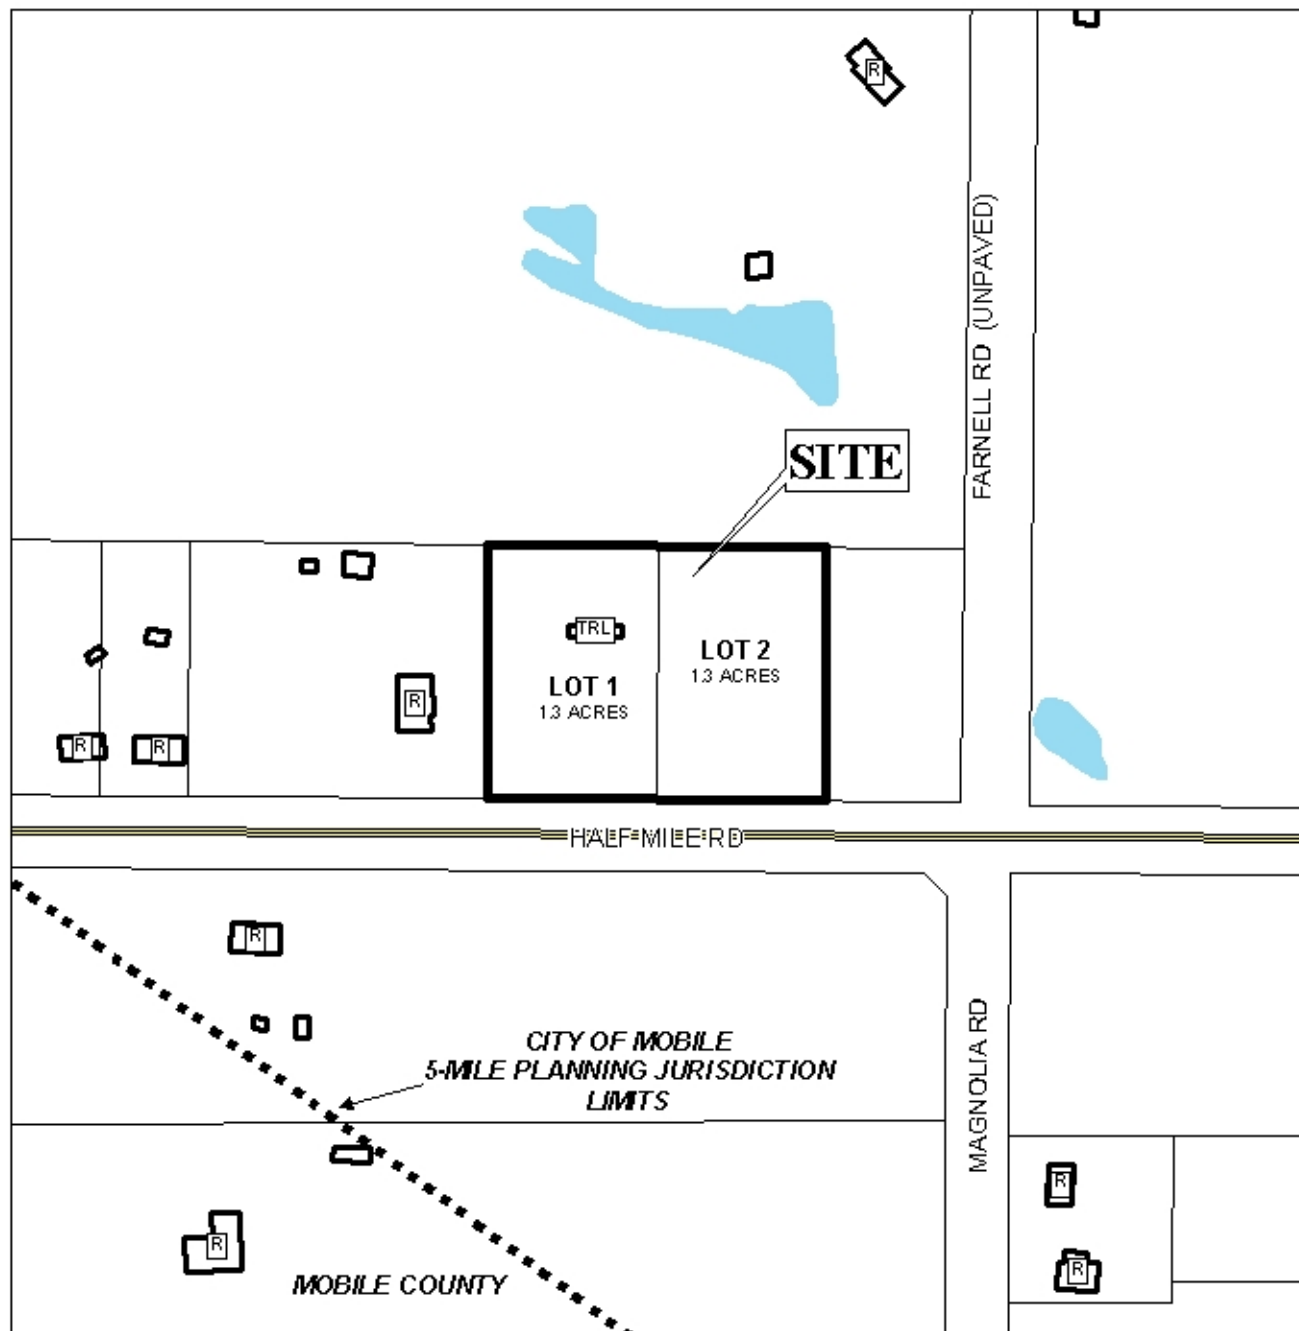 R
FARNELL RD (UNPAVED)
SITE
TRL
LOT 2
1.3 ACRES
LOT 1
1.3 ACRES
R
R
R
HALF MILE RD
R
CITY OF MOBILE
5-MILE PLANNING JURISDICTION
LIMITS
MAGNOLIA RD
R
R
MOBILE COUNTY
R